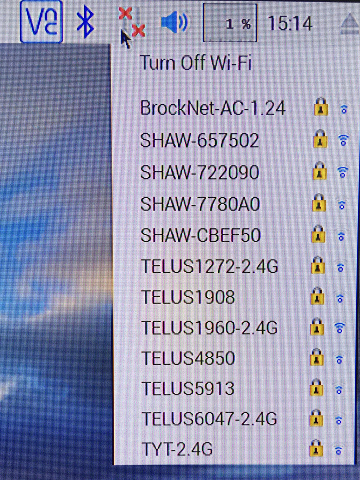 V2
1 % 15:14
Turn Off Wi-Fi
BrockNet-AC-1.24
SHAW-657502
SHAW-722090
SHAW-7780A0
SHAW-CBEF50
TELUS1272-2.4G
TELUS1908
TELUS1960-2.4G
TELUS4850
TELUS5913
TELUS6047-2.4G
TYT-2.4G